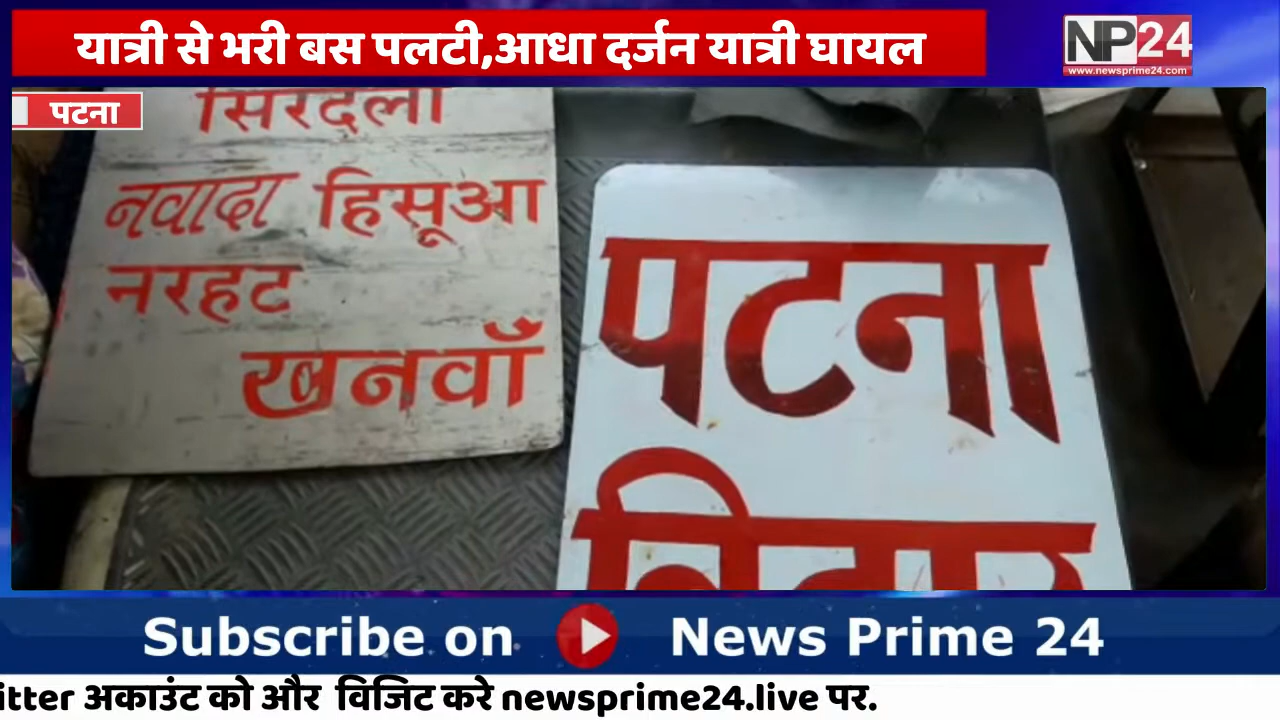 यात्री से भरी बस पलटी,आधा दर्जन यात्री घायल
NP24
www.newsprime24.com
पटना
सिरदला
नवादा हिसूआ
नरहट
खनवाँ
पटना
Subscribe on News Prime 24
itter अकाउंट को और विजिट करे newsprime24.live पर.